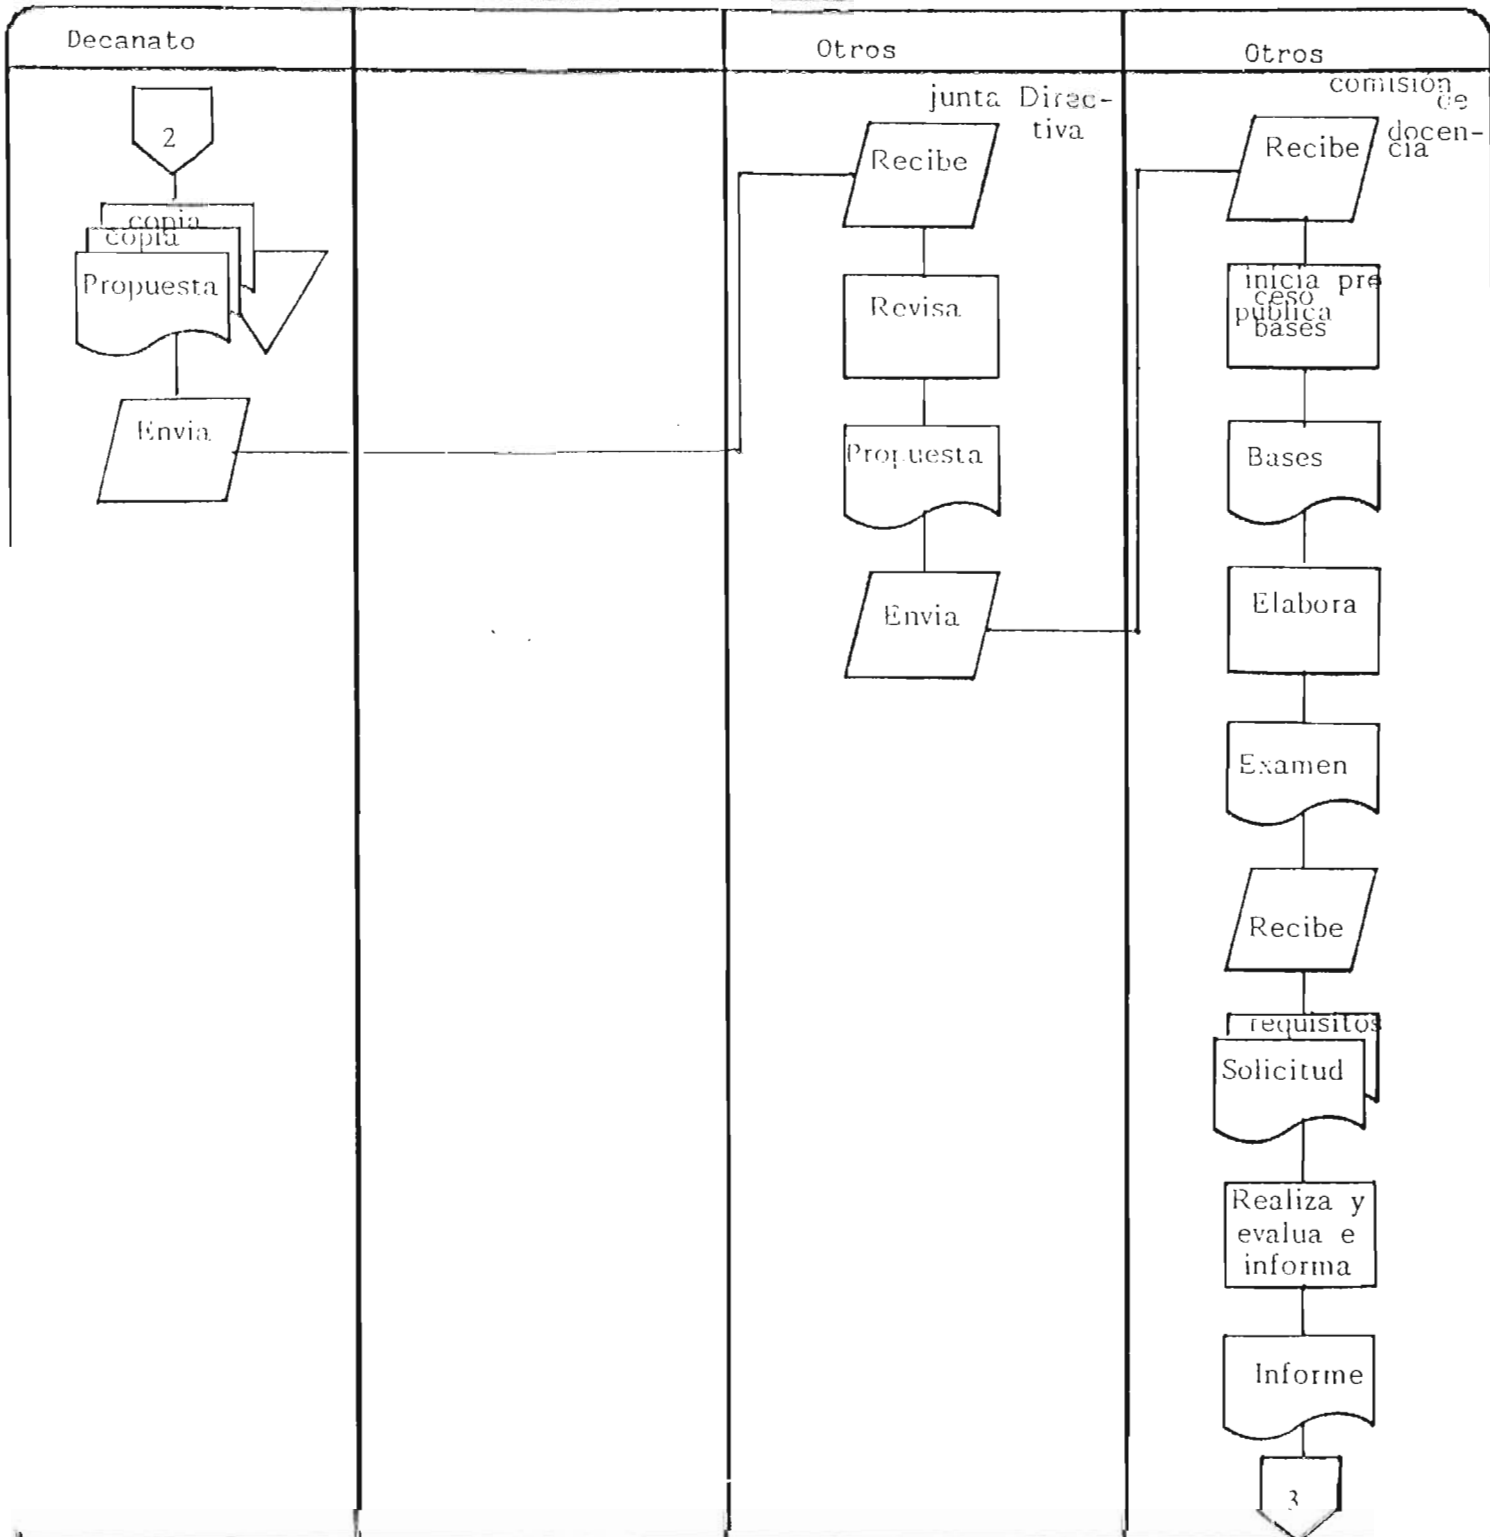 Decanato
Otros
Otros
2
copia
copia
Propuesta
Envia
junta Direc-
tiva
Recibe
Revisa
Propuesta
Envia
comisión
de
docen-
cia
Recibe
inicia pro
ceso
publica
bases
Bases
Elabora
Examen
Recibe
requisitos
Solicitud
Realiza y
evalua e
informa
Informe
3